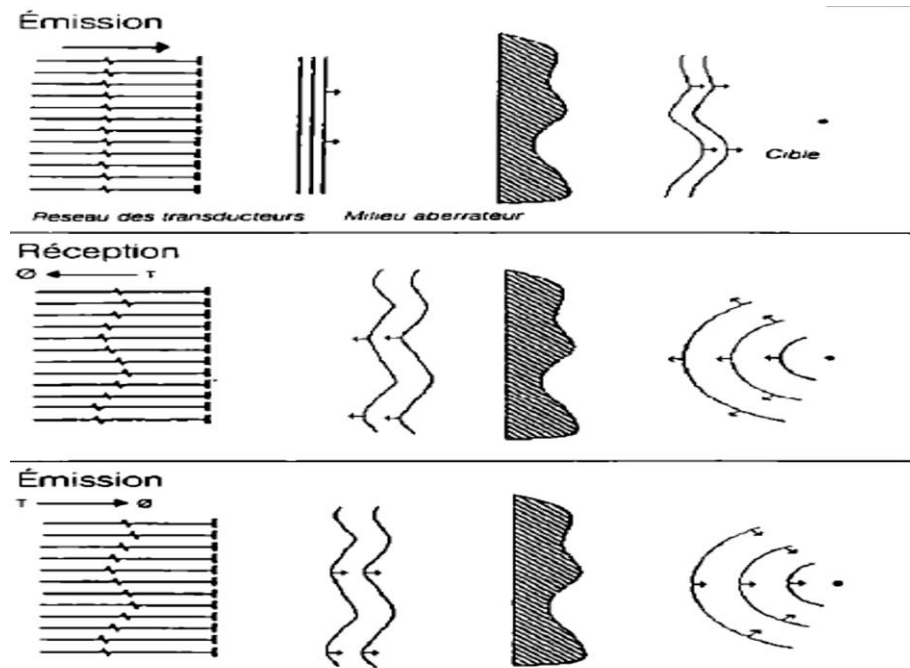 Émission
Cible
Reseau des transducteurs Milieu aberrateur
Réception
Ø T
Émission
T Ø